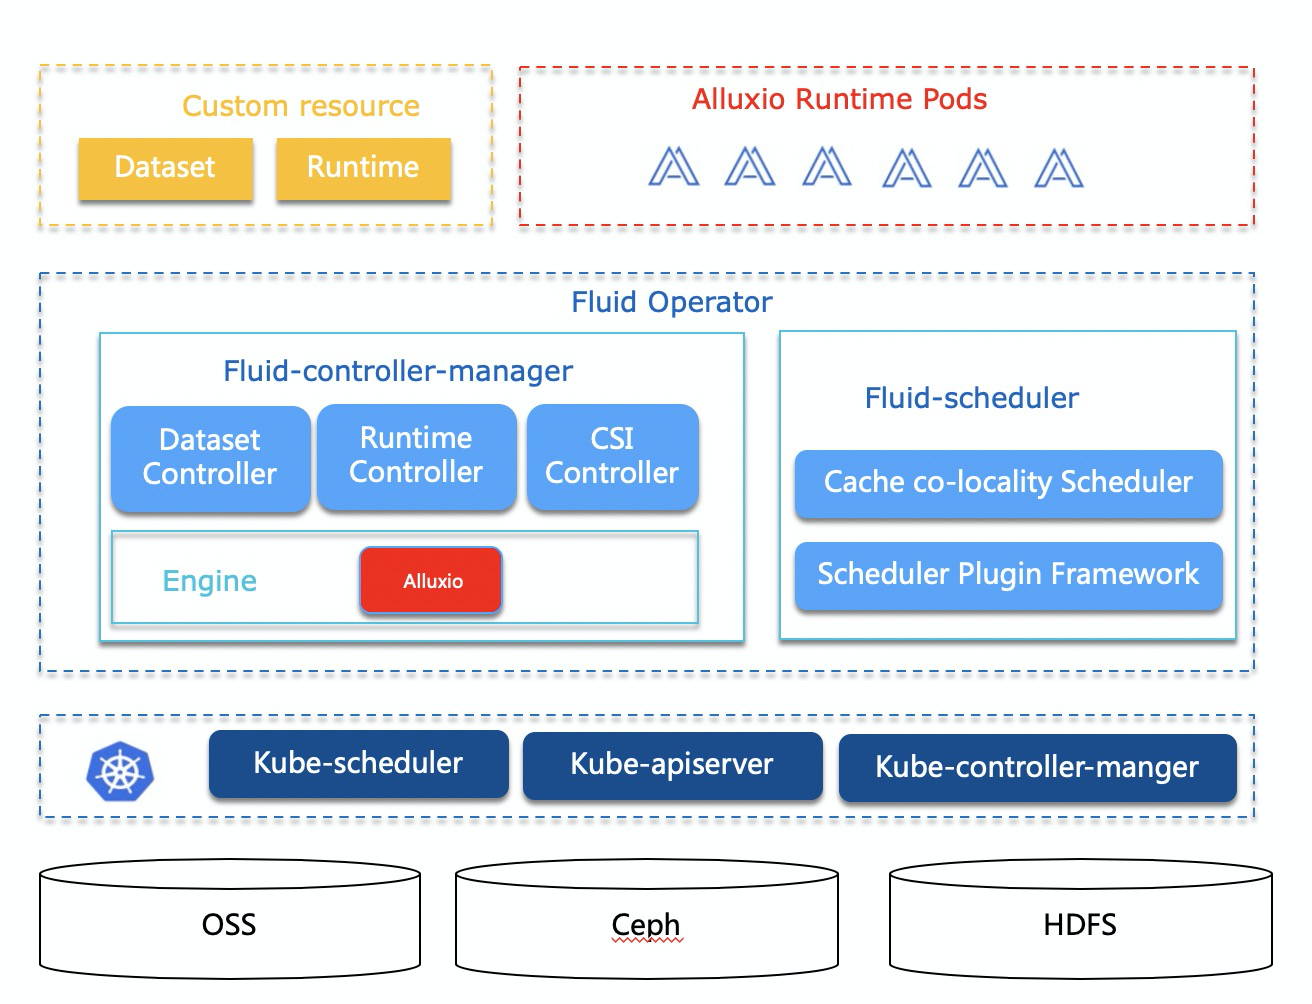 Custom resource
Dataset
Runtime
Alluxio Runtime Pods
Fluid Operator
Fluid-controller-manager
Dataset
Controller
Runtime
Controller
CSI
Controller
Engine
Alluxio
Fluid-scheduler
Cache co-locality Scheduler
Scheduler Plugin Framework
Kube-scheduler
Kube-apiserver
Kube-controller-manger
OSS
Ceph
HDFS